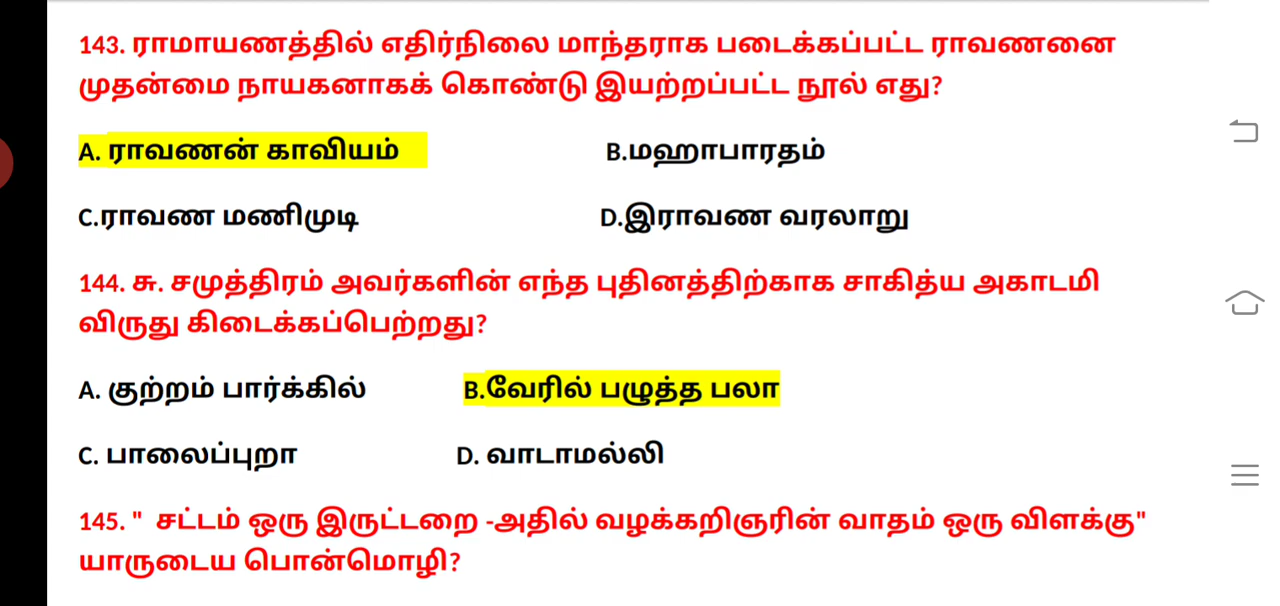 143. ராமாயணத்தில் எதிர்நிலை மாந்தராக படைக்கப்பட்ட ராவணனை
முதன்மை நாயகனாகக் கொண்டு இயற்றப்பட்ட நூல் எது?
A. ராவணன் காவியம் B.மஹாபாரதம்
C.ராவண மணிமுடி D.இராவண வரலாறு
144. சு. சமுத்திரம் அவர்களின் எந்த புதினத்திற்காக சாகித்ய அகாடமி
விருது கிடைக்கப்பெற்றது?
A. குற்றம் பார்க்கில் B.வேரில் பழுத்த பலா
C. பாலைப்புறா D. வாடாமல்லி
145. " சட்டம் ஒரு இருட்டறை -அதில் வழக்கறிஞரின் வாதம் ஒரு விளக்கு"
யாருடைய பொன்மொழி?